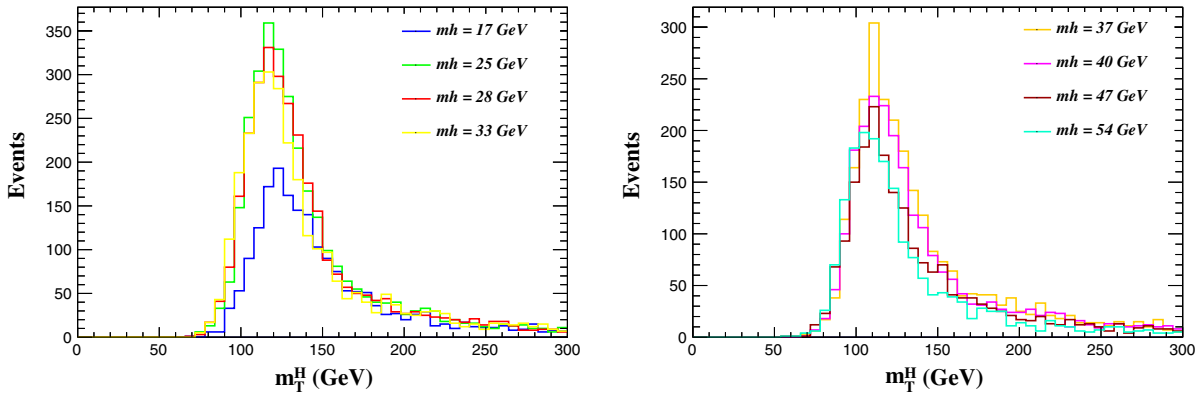 Events
350
300
250
200
150
100
50
0
mh = 17 GeV
mh = 25 GeV
mh = 28 GeV
mh = 33 GeV
0 50 100 150 200 250 300
m_T^H (GeV)
Events
300
250
200
150
100
50
0
mh = 37 GeV
mh = 40 GeV
mh = 47 GeV
mh = 54 GeV
0 50 100 150 200 250 300
m_T^H (GeV)